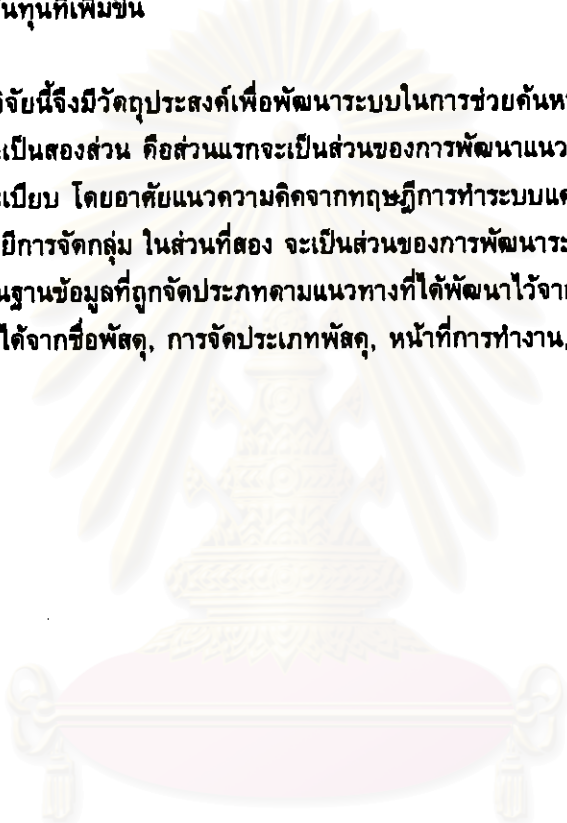 นทุนที่เพิ่มขึ้น
วิจัยนี้จึงมีวัตถุประสงค์เพื่อพัฒนาระบบในการช่วยค้นห
ะเป็นสองส่วน คือส่วนแรกจะเป็นส่วนของการพัฒนาแนว
ะเบียบ โดยอาศัยแนวความคิดจากทฤษฎีการทำระบบแค
ยีการจัดกลุ่ม ในส่วนที่สอง จะเป็นส่วนของการพัฒนาระ
นฐานข้อมูลที่ถูกจัดประภทตามแนวทางที่ได้พัฒนาไว้จา
ได้จากชื่อพัสดุ, การจัดประเภทพัสดุ, หน้าที่การทำงาน,